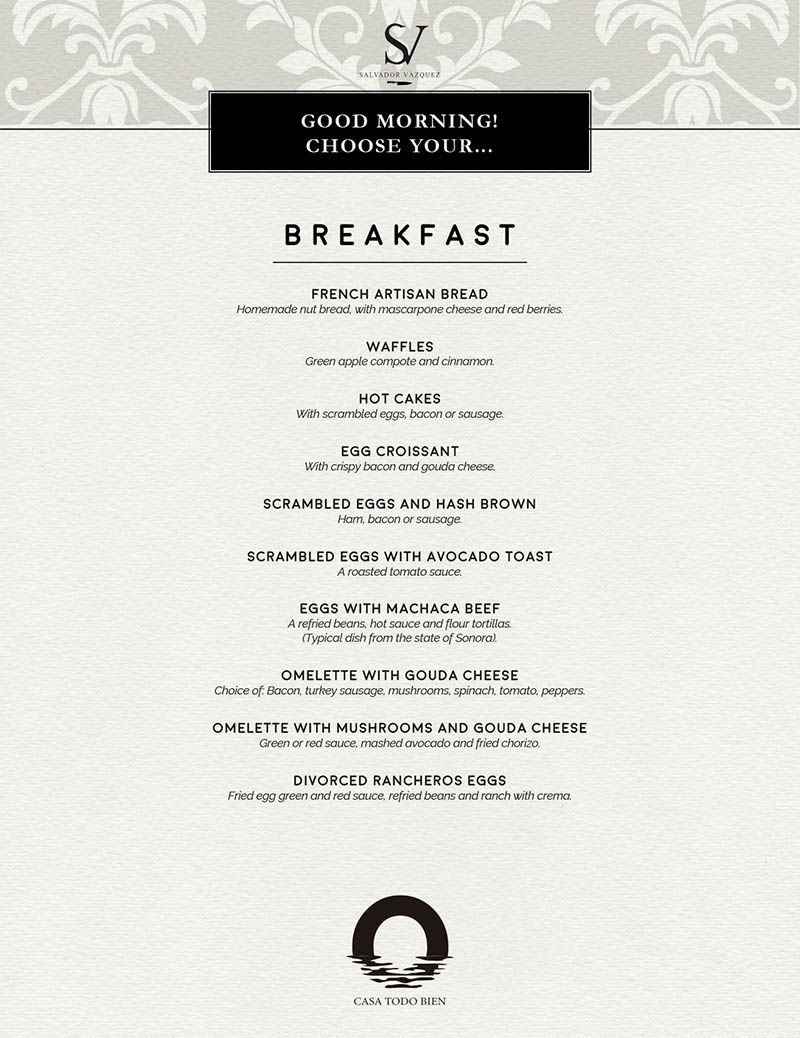 SV
SALVADOR VÁZQUEZ
GOOD MORNING!
CHOOSE YOUR...
BREAKFAST
FRENCH ARTISAN BREAD
Homemade nut bread, with mascarpone cheese and red berries.
WAFFLES
Green apple compote and cinnamon.
HOT CAKES
With scrambled eggs, bacon or sausage.
EGG CROISSANT
With crispy bacon and gouda cheese.
SCRAMBLED EGGS AND HASH BROWN
Ham, bacon or sausage.
SCRAMBLED EGGS WITH AVOCADO TOAST
A roasted tomato sauce.
EGGS WITH MACHACA BEEF
A refried beans, hot sauce and flour tortillas.
(Typical dish from the state of Sonora).
OMELETTE WITH GOUDA CHEESE
Choice of: Bacon, turkey sausage, mushrooms, spinach, tomato, peppers.
OMELETTE WITH MUSHROOMS AND GOUDA CHEESE
Green or red sauce, mashed avocado and fried chorizo.
DIVORCED RANCHEROS EGGS
Fried egg green and red sauce, refried beans and ranch with crema.
CASA TODO BIEN